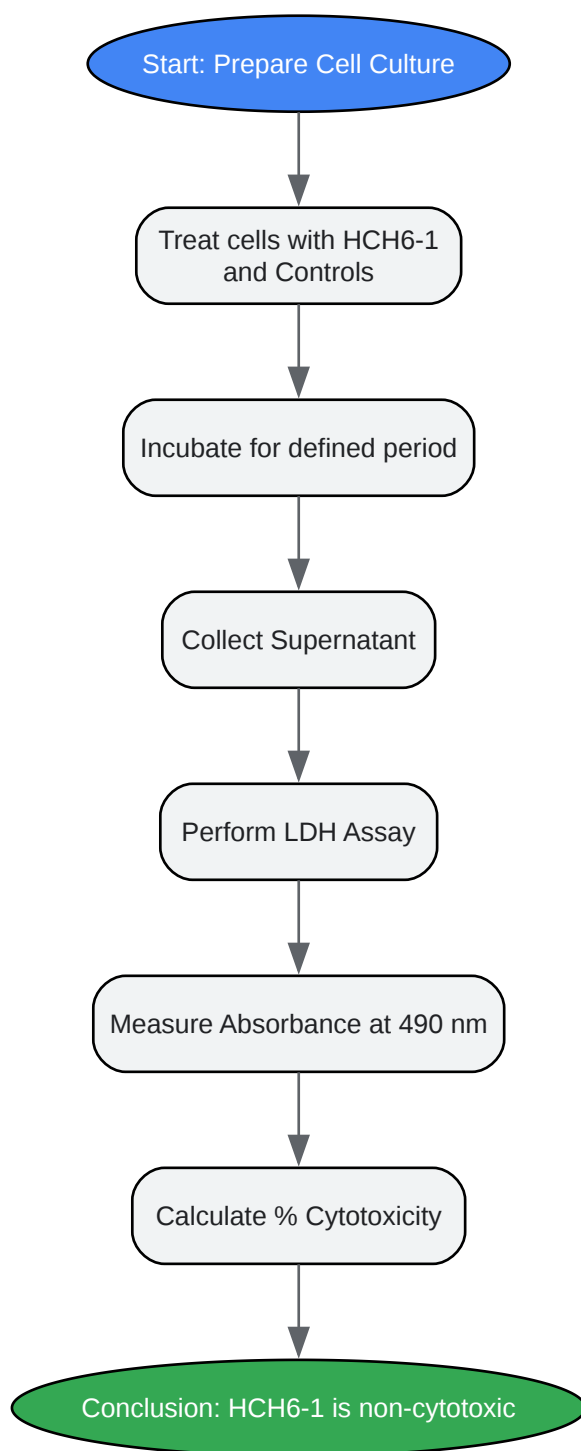 Start: Prepare Cell Culture
Treat cells with HCH6-1
and Controls
Incubate for defined period
Collect Supernatant
Perform LDH Assay
Measure Absorbance at 490 nm
Calculate % Cytotoxicity
Conclusion: HCH6-1 is non-cytotoxic